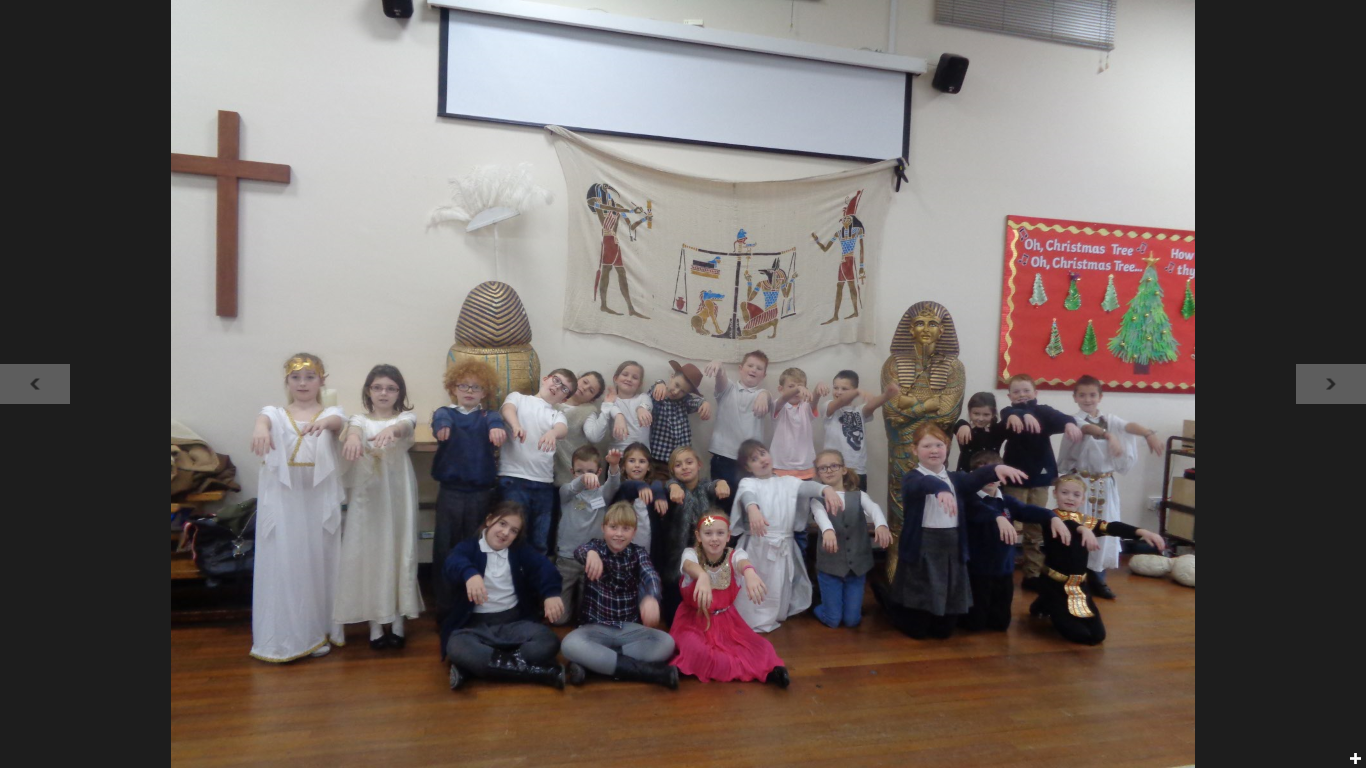 Oh, Christmas Tree
Oh, Christmas Tree...
How
thy